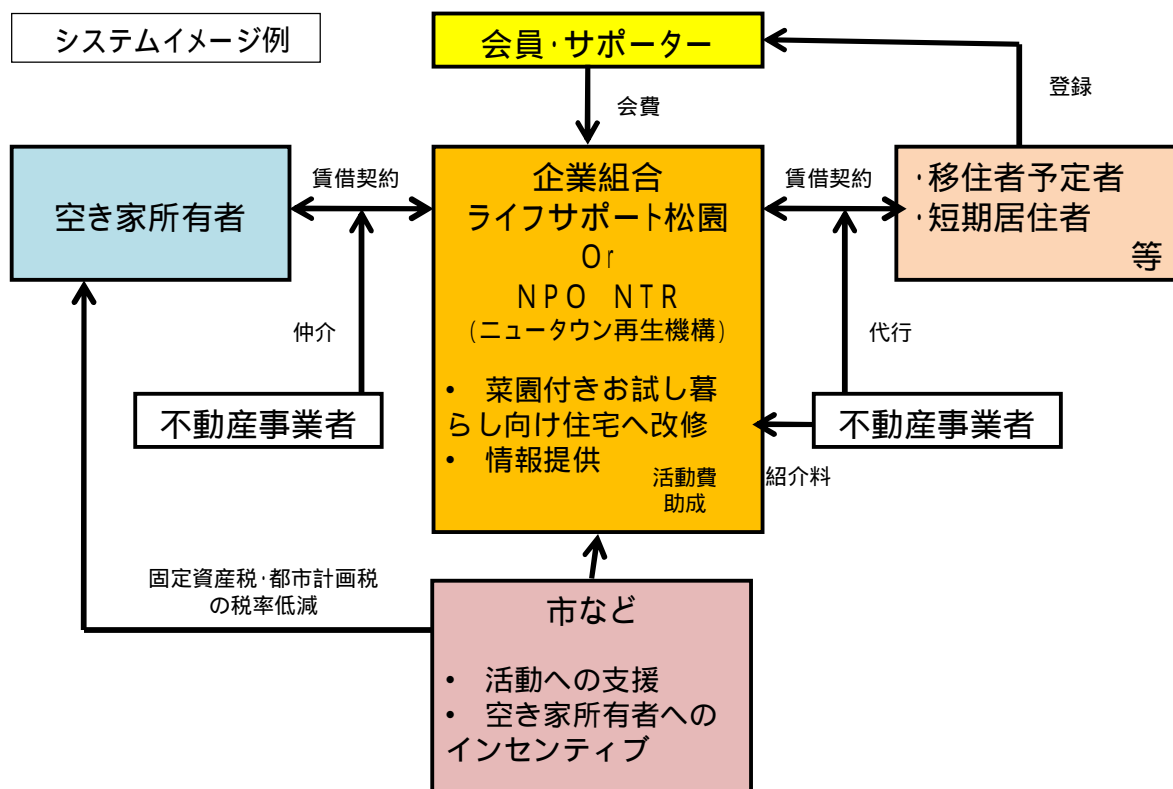 システムイメージ例
会員・サポーター
登録
会費
空き家所有者
賃借契約
企業組合
ライフサポート松園
Or
NPO NTR
(ニュータウン再生機構)
• 菜園付きお試し暮
らし向け住宅へ改修
• 情報提供
活動費
助成
賃借契約
・移住者予定者
・短期居住者
等
仲介
代行
不動産事業者
不動産事業者
紹介料
固定資産税・都市計画税
の税率低減
市など
• 活動への支援
• 空き家所有者への
インセンティブ